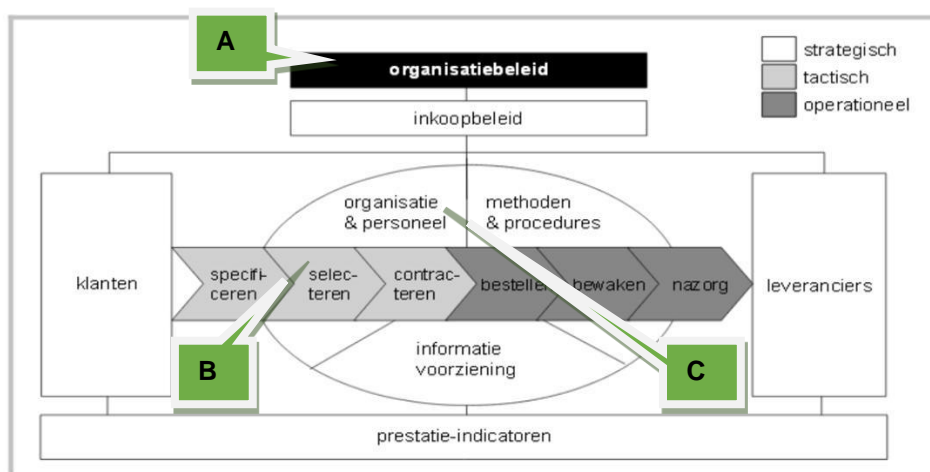 A
organisatiebeleid
strategisch
tactisch
operationeel
inkoopbeleid
organisatie
& personeel
methoden
& procedures
klanten
specifi-
ceren
selec-
teren
contrac-
teren
bestellen
bewaken
nazorg
leveranciers
informatie
voorziening
B
C
prestatie-indicatoren